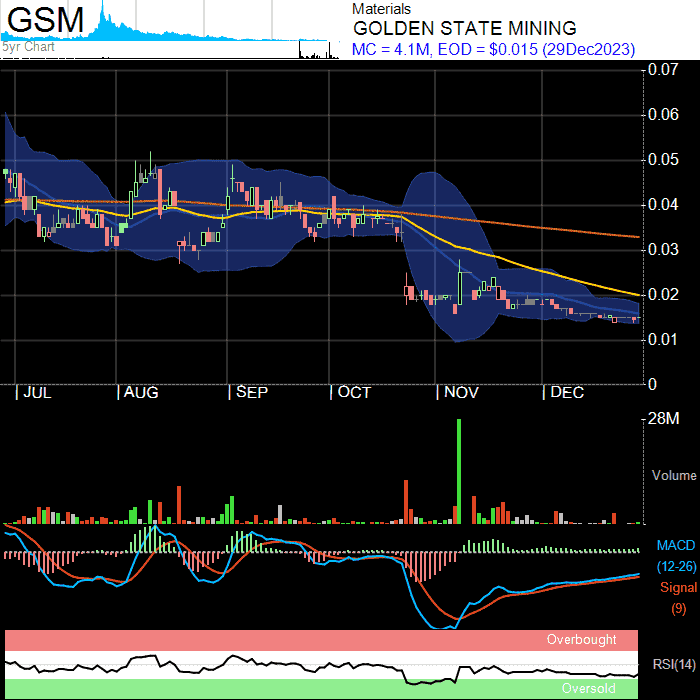 GSM
5yr Chart
Materials
GOLDEN STATE MINING
MC = 4.1M, EOD = $0.015 (29Dec2023)
0.07
0.06
0.05
0.04
0.03
0.02
0.01
0
| JUL | AUG | SEP | OCT | NOV | DEC
28M
Volume
MACD
(12-26)
Signal
(9)
Overbought
RSI(14)
Oversold